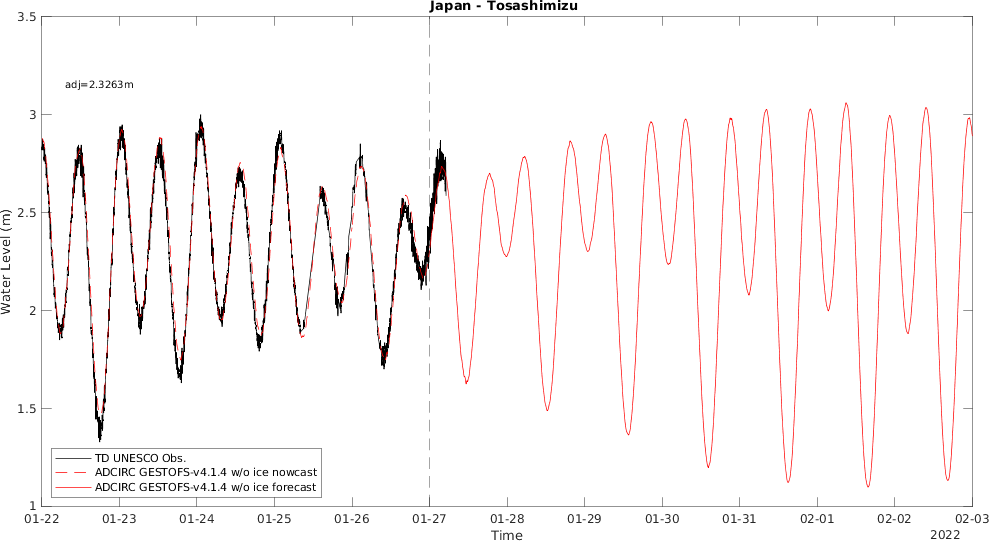 Japan - Tosashimizu
3.5
adj=2.3263m
3
2.5
Water Level (m)
2
1.5
TD UNESCO Obs.
ADCIRC GESTOFS-v4.1.4 w/o ice nowcast
ADCIRC GESTOFS-v4.1.4 w/o ice forecast
1
01-22 01-23 01-24 01-25 01-26 01-27 01-28 01-29 01-30 01-31 02-01 02-02 02-03
Time
2022